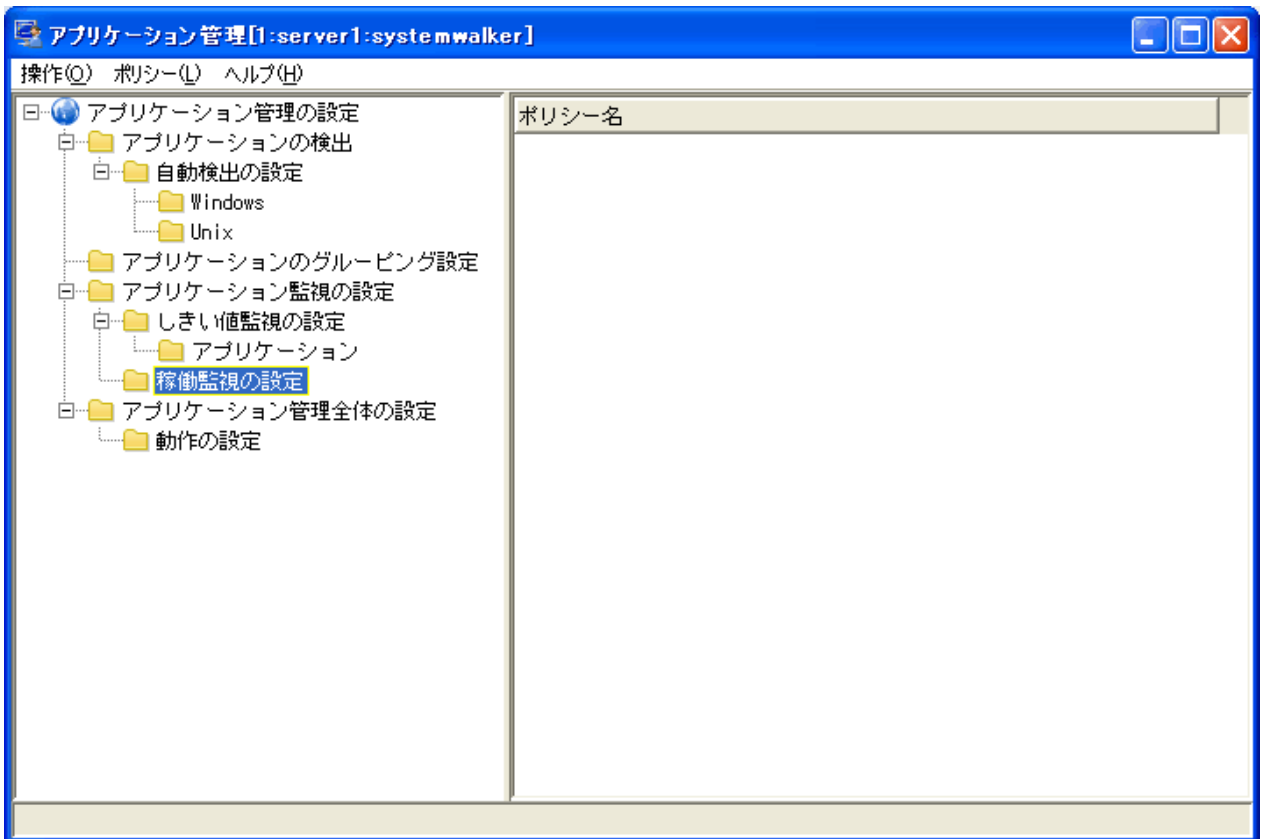 アプリケーション管理[1:server1:systemwalker]
操作(O) ポリシー(L) ヘルプ(H)
アプリケーション管理の設定
アプリケーションの検出
自動検出の設定
Windows
Unix
アプリケーションのグルーピング設定
アプリケーション監視の設定
しきい値監視の設定
アプリケーション
稼働監視の設定
アプリケーション管理全体の設定
動作の設定
ポリシー名